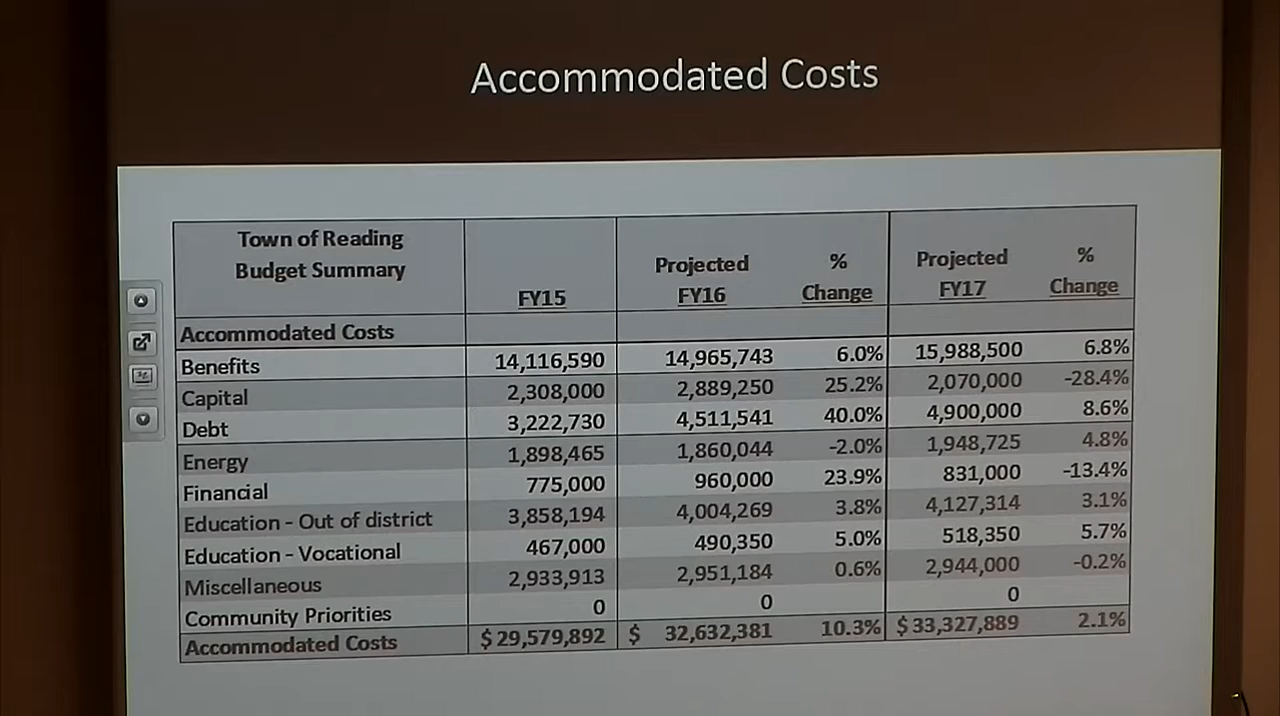 Accommodated Costs
Town of Reading
Budget Summary
FY15
Projected
FY16
%
Change
Projected
FY17
%
Change
Accommodated Costs
Benefits 14,116,590 14,965,743 6.0% 15,988,500 6.8%
Capital 2,308,000 2,889,250 25.2% 2,070,000 -28.4%
Debt 3,222,730 4,511,541 40.0% 4,900,000 8.6%
Energy 1,898,465 1,860,044 -2.0% 1,948,725 4.8%
Financial 775,000 960,000 23.9% 831,000 -13.4%
Education - Out of district 3,858,194 4,004,269 3.8% 4,127,314 3.1%
Education - Vocational 467,000 490,350 5.0% 518,350 5.7%
Miscellaneous 2,933,913 2,951,184 0.6% 2,944,000 -0.2%
Community Priorities 0 0 0
Accommodated Costs $ 29,579,892 $ 32,632,381 10.3% $ 33,327,889 2.1%